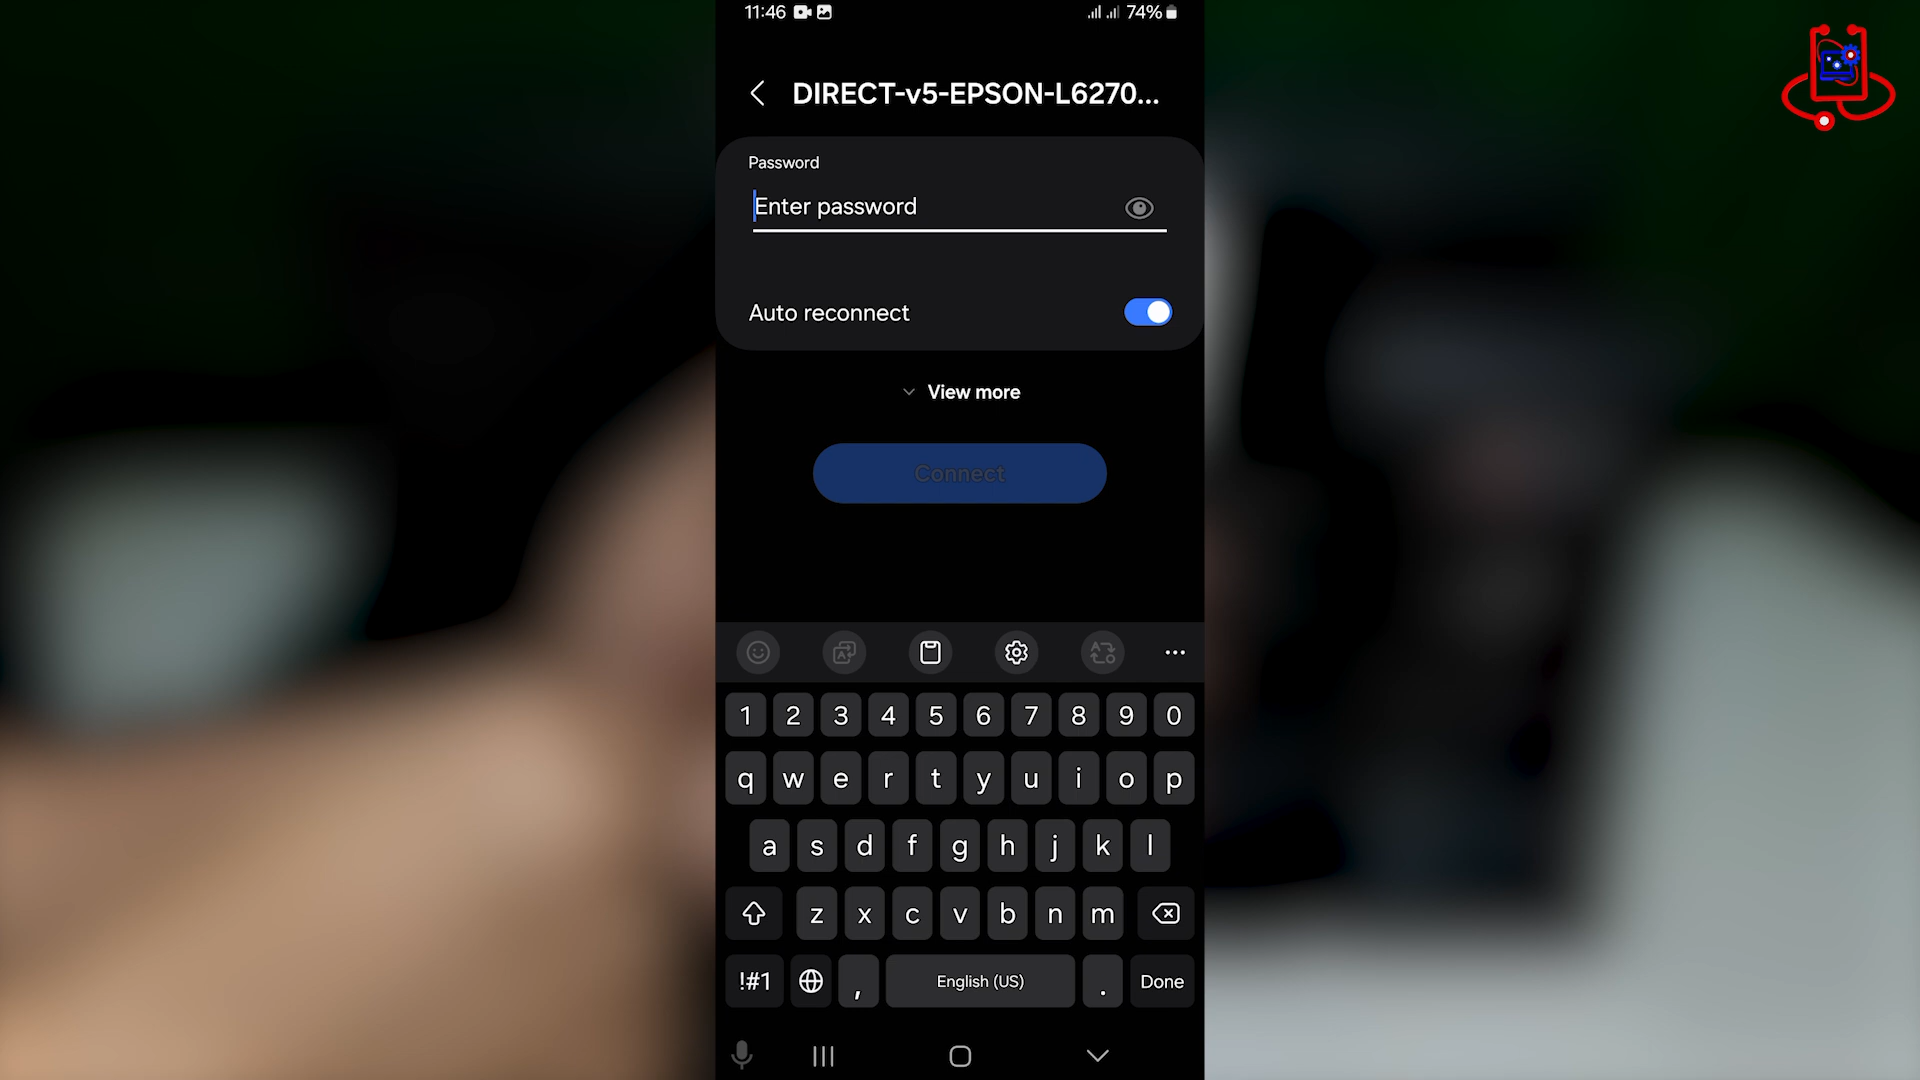 11:46 74%
DIRECT-v5-EPSON-L6270...
Password
Enter password
Auto reconnect
View more
Connect
1 2 3 4 5 6 7 8 9 0
q w e r t y u i o p
a s d f g h j k l
z x c v b n m
!#1 , English (US) . Done